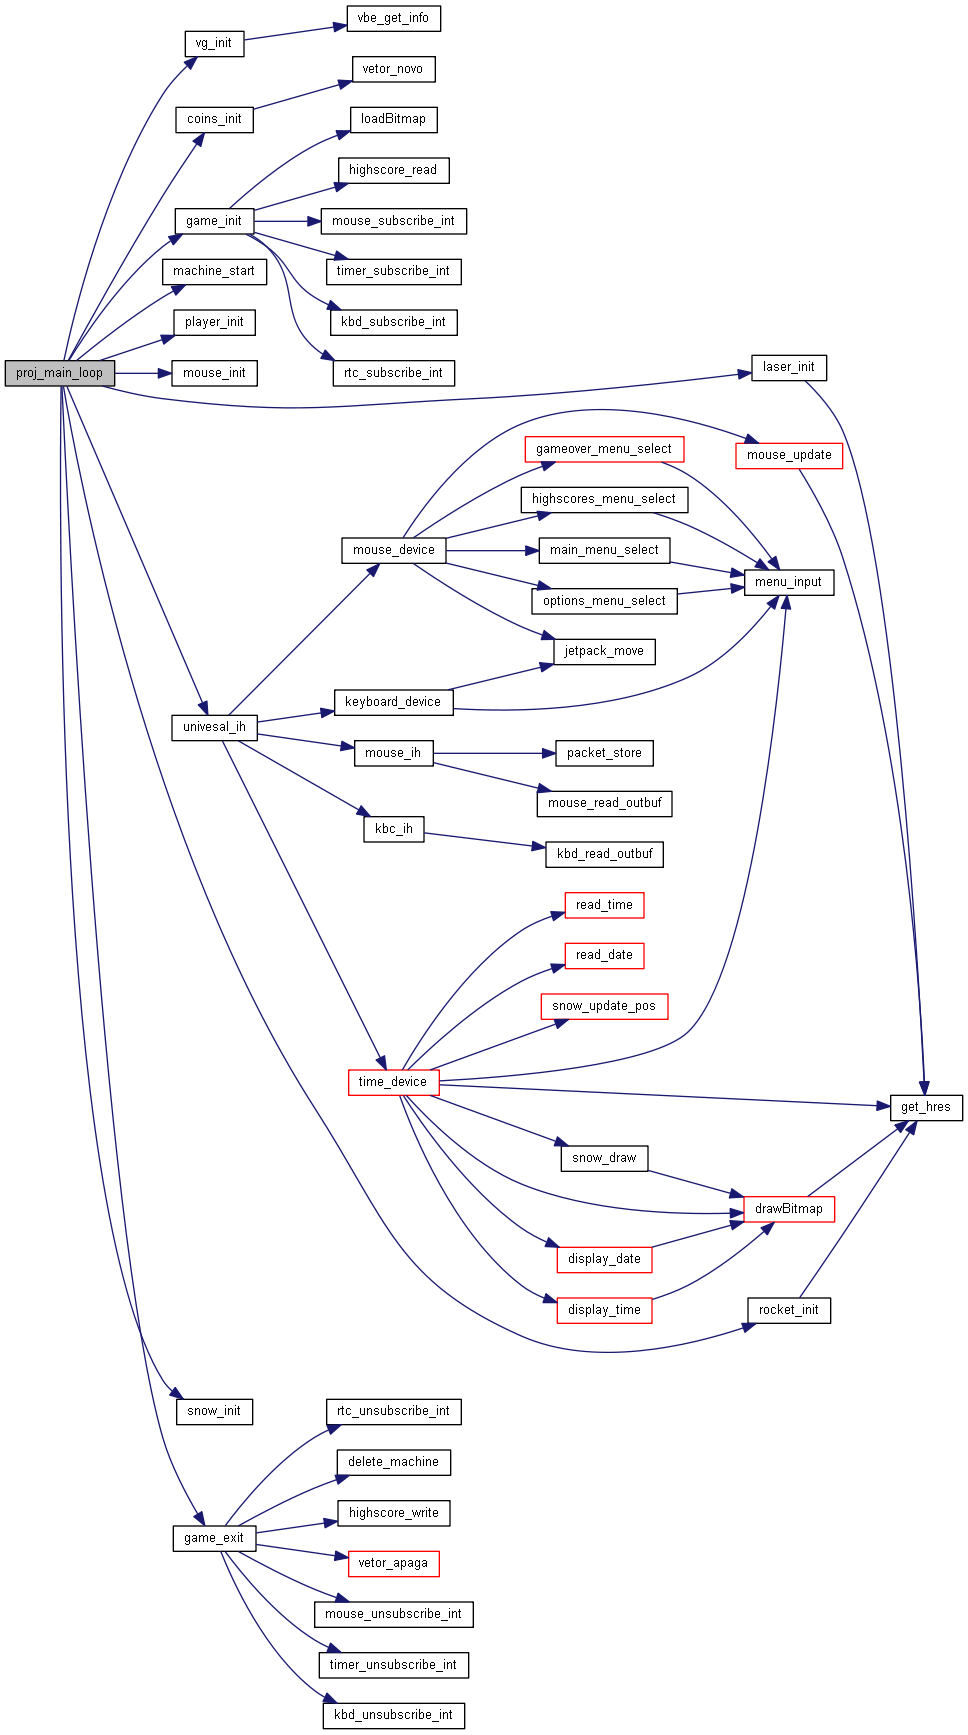 vbe_get_info
vg_init
vetor_novo
coins_init
loadBitmap
highscore_read
game_init
mouse_subscribe_int
machine_start
timer_subscribe_int
player_init
kbd_subscribe_int
proj_main_loop
mouse_init
rtc_subscribe_int
laser_init
gameover_menu_select
mouse_update
highscores_menu_select
mouse_device
main_menu_select
menu_input
options_menu_select
jetpack_move
keyboard_device
univesal_ih
mouse_ih
packet_store
mouse_read_outbuf
kbc_ih
kbd_read_outbuf
read_time
read_date
snow_update_pos
time_device
get_hres
snow_draw
drawBitmap
display_date
display_time
rocket_init
snow_init
rtc_unsubscribe_int
delete_machine
highscore_write
game_exit
vetor_apaga
mouse_unsubscribe_int
timer_unsubscribe_int
kbd_unsubscribe_int